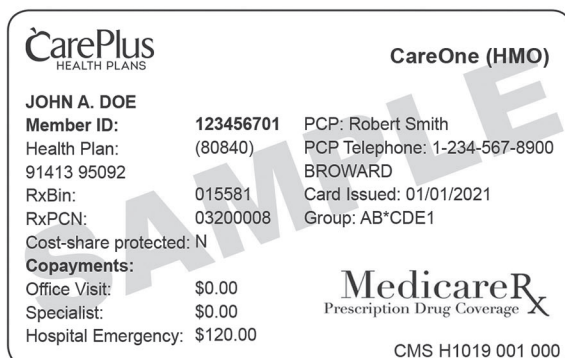 CarePlus
HEALTH PLANS
CareOne (HMO)
JOHN A. DOE
Member ID: 123456701
Health Plan: (80840)
91413 95092
RxBin: 015581
RxPCN: 03200008
Cost-share protected: N
Copayments:
Office Visit: $0.00
Specialist: $0.00
Hospital Emergency: $120.00
PCP: Robert Smith
PCP Telephone: 1-234-567-8900
BROWARD
Card Issued: 01/01/2021
Group: AB*CDE1
MedicareRx
Prescription Drug Coverage
CMS H1019 001 000
SAMPLE